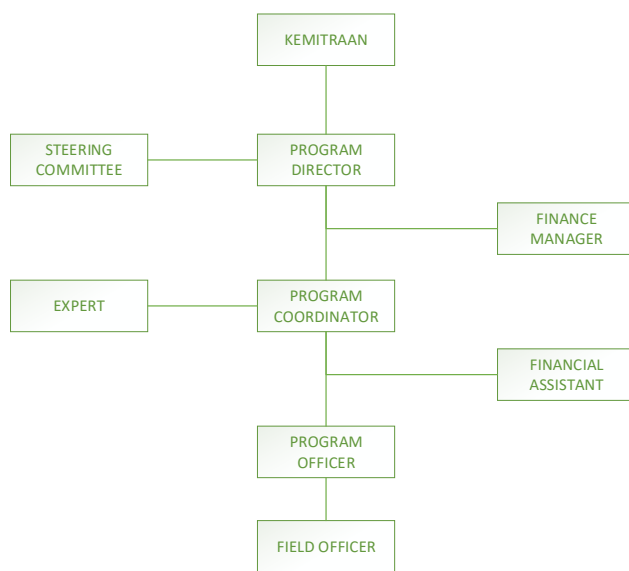 KEMITRAAN
STEERING
COMMITTEE
PROGRAM
DIRECTOR
FINANCE
MANAGER
EXPERT
PROGRAM
COORDINATOR
FINANCIAL
ASSISTANT
PROGRAM
OFFICER
FIELD OFFICER